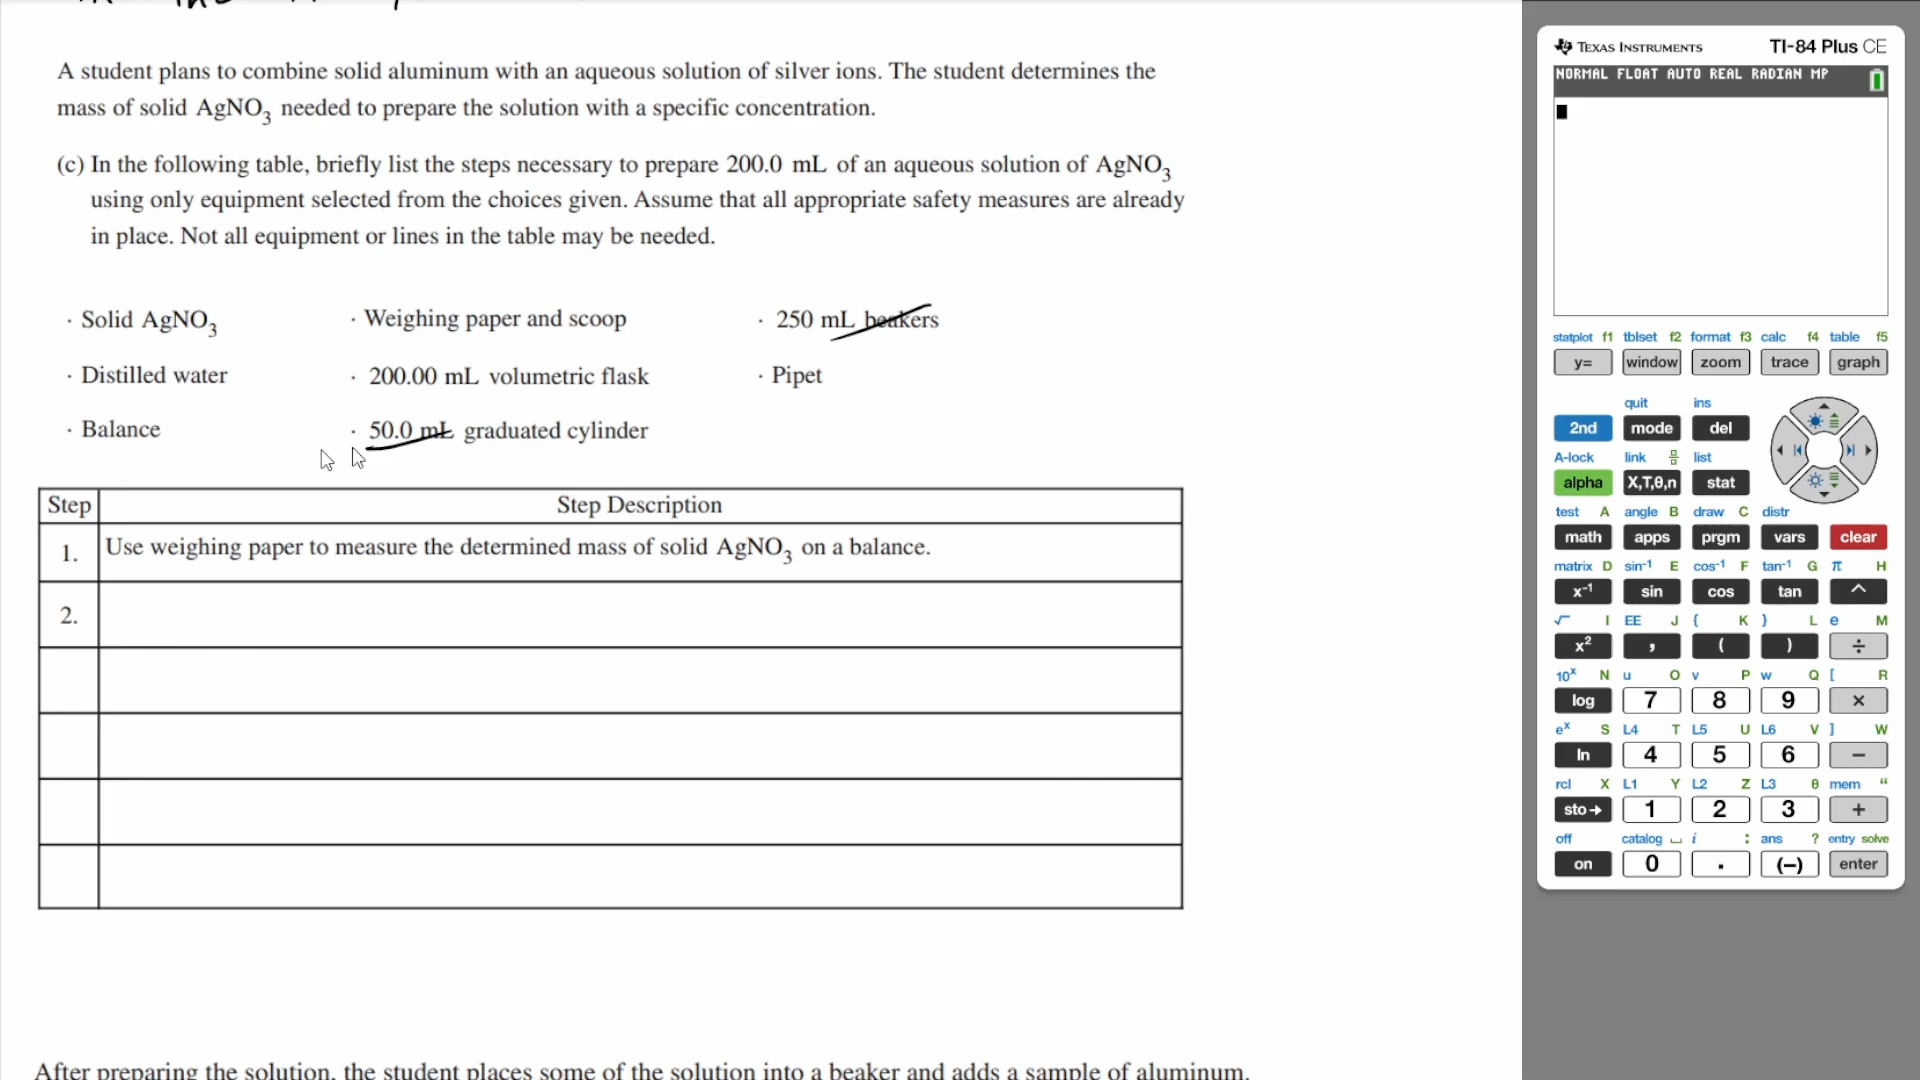 A student plans to combine solid aluminum with an aqueous solution of silver ions. The student determines the
mass of solid AgNO₃ needed to prepare the solution with a specific concentration.
(c) In the following table, briefly list the steps necessary to prepare 200.0 mL of an aqueous solution of AgNO₃
using only equipment selected from the choices given. Assume that all appropriate safety measures are already
in place. Not all equipment or lines in the table may be needed.
· Solid AgNO₃ · Weighing paper and scoop · 250 mL beakers
· Distilled water · 200.00 mL volumetric flask · Pipet
· Balance · 50.0 mL graduated cylinder
Step Step Description
1. Use weighing paper to measure the determined mass of solid AgNO₃ on a balance.
2.
After preparing the solution, the student places some of the solution into a beaker and adds a sample of aluminum.
TEXAS INSTRUMENTS TI-84 Plus CE
NORMAL FLOAT AUTO REAL RADIAN MP
statplot f1 tblset f2 format f3 calc f4 table f5
y= window zoom trace graph
quit ins
2nd mode del
A-lock link list
alpha X,T,θ,n stat
test A angle B draw C distr
math apps prgm vars clear
matrix D sin⁻¹ E cos⁻¹ F tan⁻¹ G π H
x⁻¹ sin cos tan ^
√ I EE J { K } L e M
x² , ( ) ÷
10ˣ N u O v P w Q [ R
log 7 8 9 ×
eˣ S L4 T L5 U L6 V ] W
ln 4 5 6 −
rcl X L1 Y L2 Z L3 θ mem “
sto→ 1 2 3 +
off catalog ⎵ i : ans ? entry solve
on 0 . (−) enter